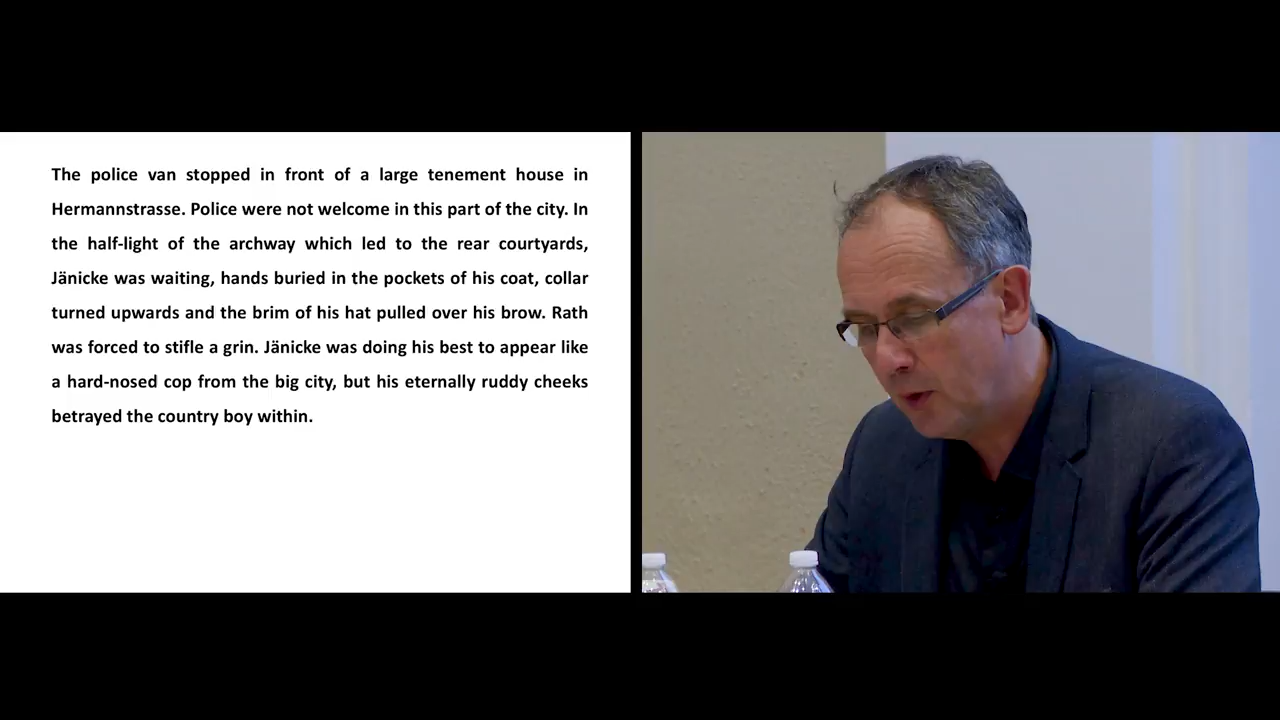 The police van stopped in front of a large tenement house in
Hermannstrasse. Police were not welcome in this part of the city. In
the half-light of the archway which led to the rear courtyards,
Jänicke was waiting, hands buried in the pockets of his coat, collar
turned upwards and the brim of his hat pulled over his brow. Rath
was forced to stifle a grin. Jänicke was doing his best to appear like
a hard-nosed cop from the big city, but his eternally ruddy cheeks
betrayed the country boy within.